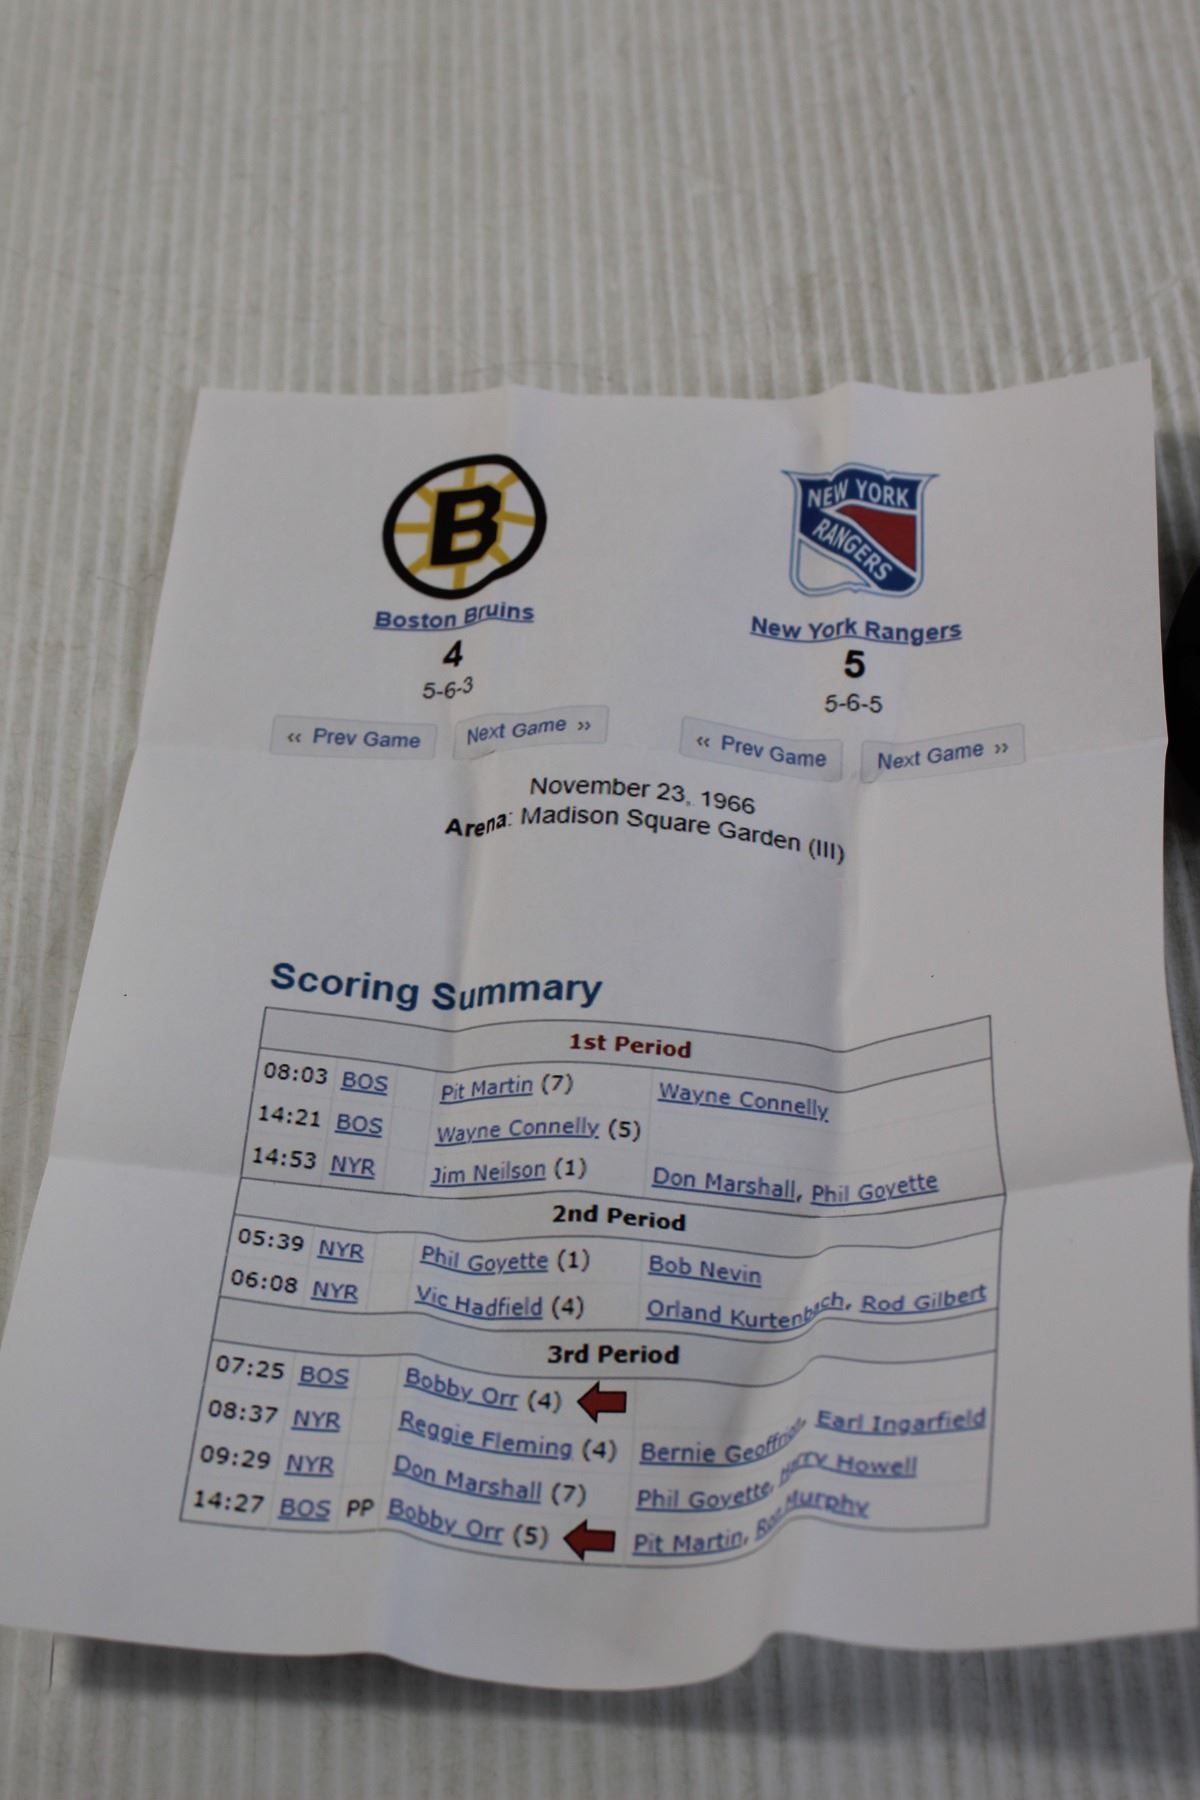 B
NEW YORK
RANGERS
Boston Bruins
New York Rangers
4
5
5-6-3
5-6-5
‹‹ Prev Game
Next Game ››
‹‹ Prev Game
Next Game ››
November 23, 1966
Arena: Madison Square Garden (III)
Scoring Summary
1st Period
08:03 BOS Pit Martin (7) Wayne Connelly
14:21 BOS Wayne Connelly (5)
14:53 NYR Jim Neilson (1) Don Marshall, Phil Goyette
2nd Period
05:39 NYR Phil Goyette (1) Bob Nevin
06:08 NYR Vic Hadfield (4) Orland Kurtenbach, Rod Gilbert
3rd Period
07:25 BOS Bobby Orr (4)
08:37 NYR Reggie Fleming (4) Bernie Geoffrion, Earl Ingarfield
09:29 NYR Don Marshall (7) Phil Goyette, Harry Howell
14:27 BOS PP Bobby Orr (5) Pit Martin, Ron Murphy